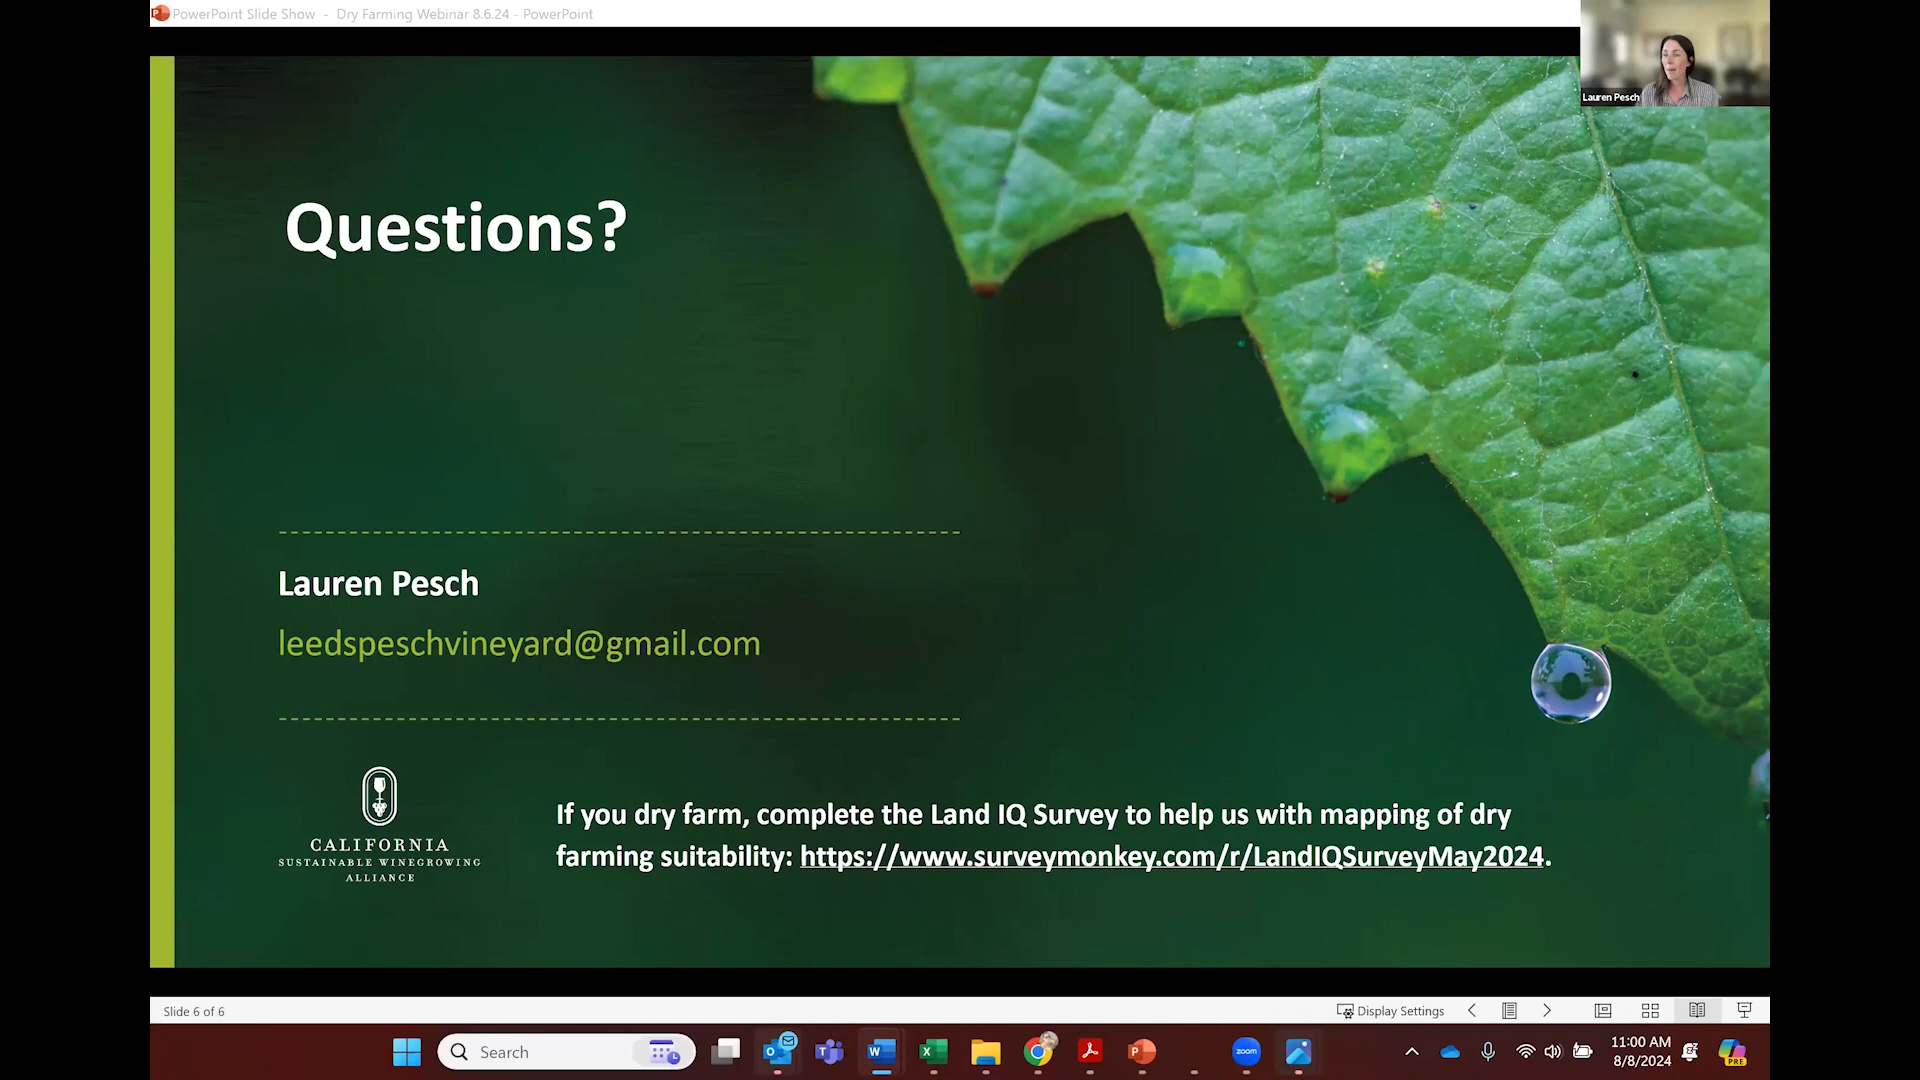 PowerPoint Slide Show - Dry Farming Webinar 8.6.24 - PowerPoint
Lauren Pesch
Questions?
Lauren Pesch
leedspeschvineyard@gmail.com
CALIFORNIA
SUSTAINABLE WINEGROWING
ALLIANCE
If you dry farm, complete the Land IQ Survey to help us with mapping of dry
farming suitability: https://www.surveymonkey.com/r/LandIQSurveyMay2024.
Slide 6 of 6
Display Settings
Search
zoom
11:00 AM
8/8/2024
PRE